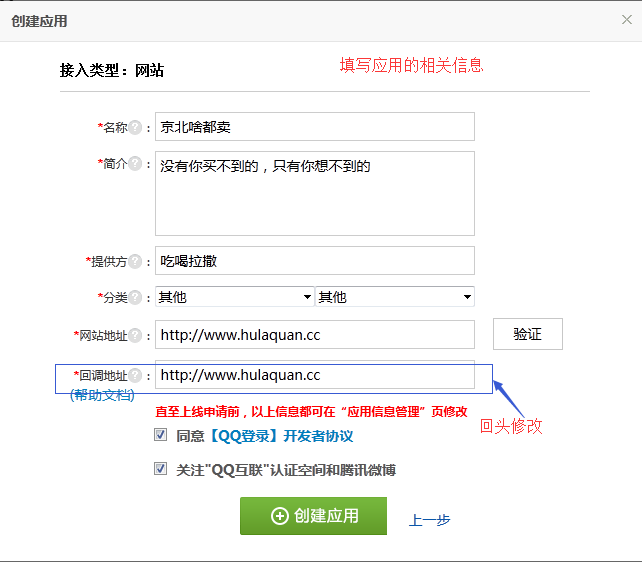 创建应用
接入类型：网站
填写应用的相关信息
*名称?：京北啥都卖
*简介?：没有你买不到的，只有你想不到的
*提供方?：吃喝拉撒
*分类?：其他 其他
*网站地址?：http://www.hulaquan.cc 验证
*回调地址?：http://www.hulaquan.cc
(帮助文档)
直至上线申请前，以上信息都可在“应用信息管理”页修改
回头修改
同意【QQ登录】开发者协议
关注"QQ互联"认证空间和腾讯微博
创建应用 上一步